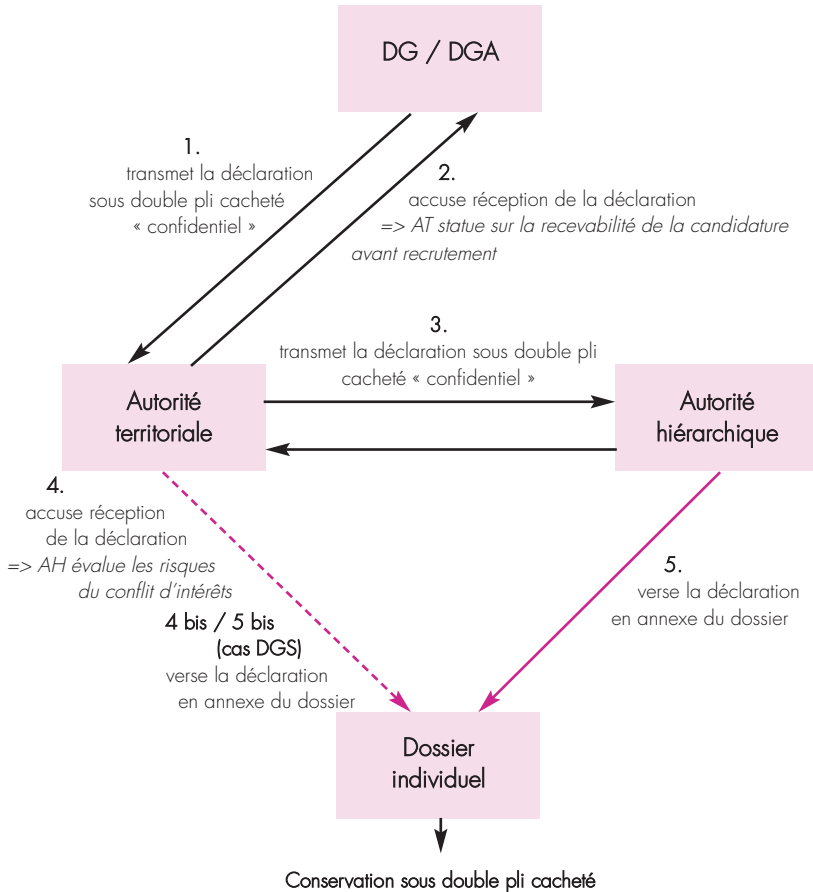 DG / DGA
1.
transmet la déclaration
sous double pli cacheté
« confidentiel »
2.
accuse réception de la déclaration
=> AT statue sur la recevabilité de la candidature
avant recrutement
3.
transmet la déclaration sous double pli
cacheté « confidentiel »
Autorité
territoriale
Autorité
hiérarchique
4.
accuse réception
de la déclaration
=> AH évalue les risques
du conflit d'intérêts
4 bis / 5 bis
(cas DGS)
verse la déclaration
en annexe du dossier
5.
verse la déclaration
en annexe du dossier
Dossier
individuel
Conservation sous double pli cacheté